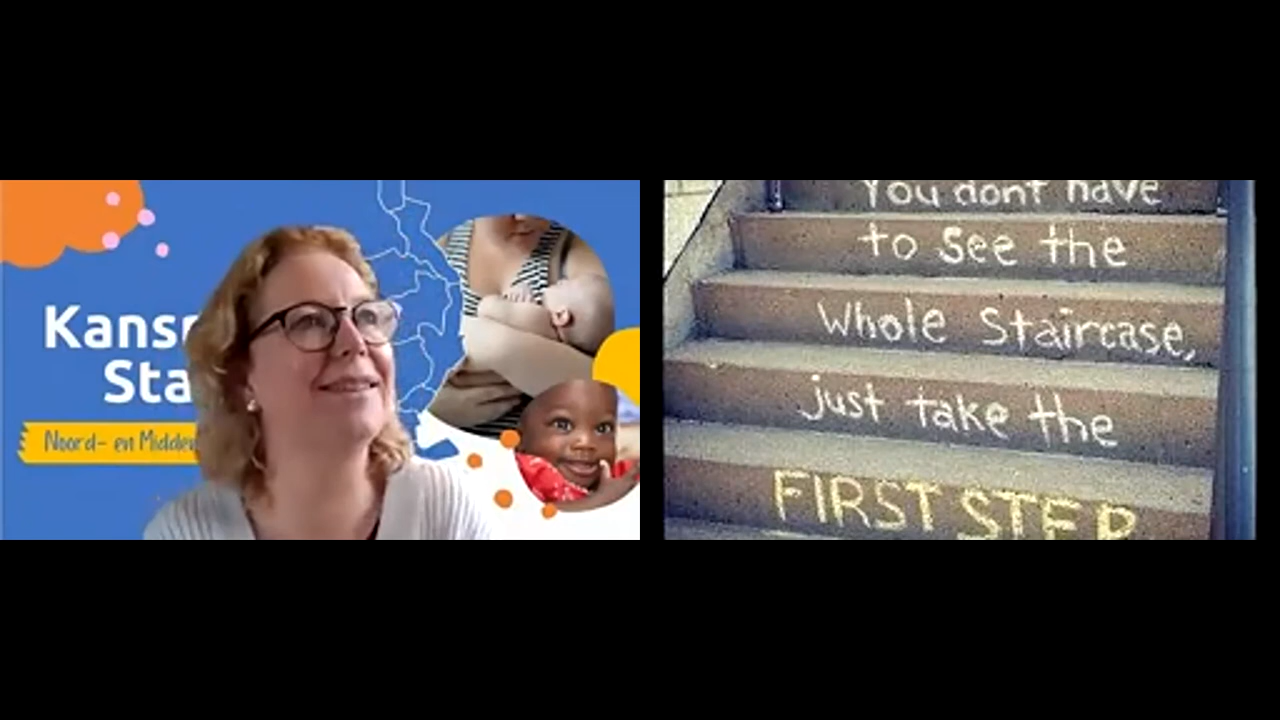 Kans
Sta
Noord- en Midden
You dont have
to See the
Whole Staircase,
just take the
FIRST STEP